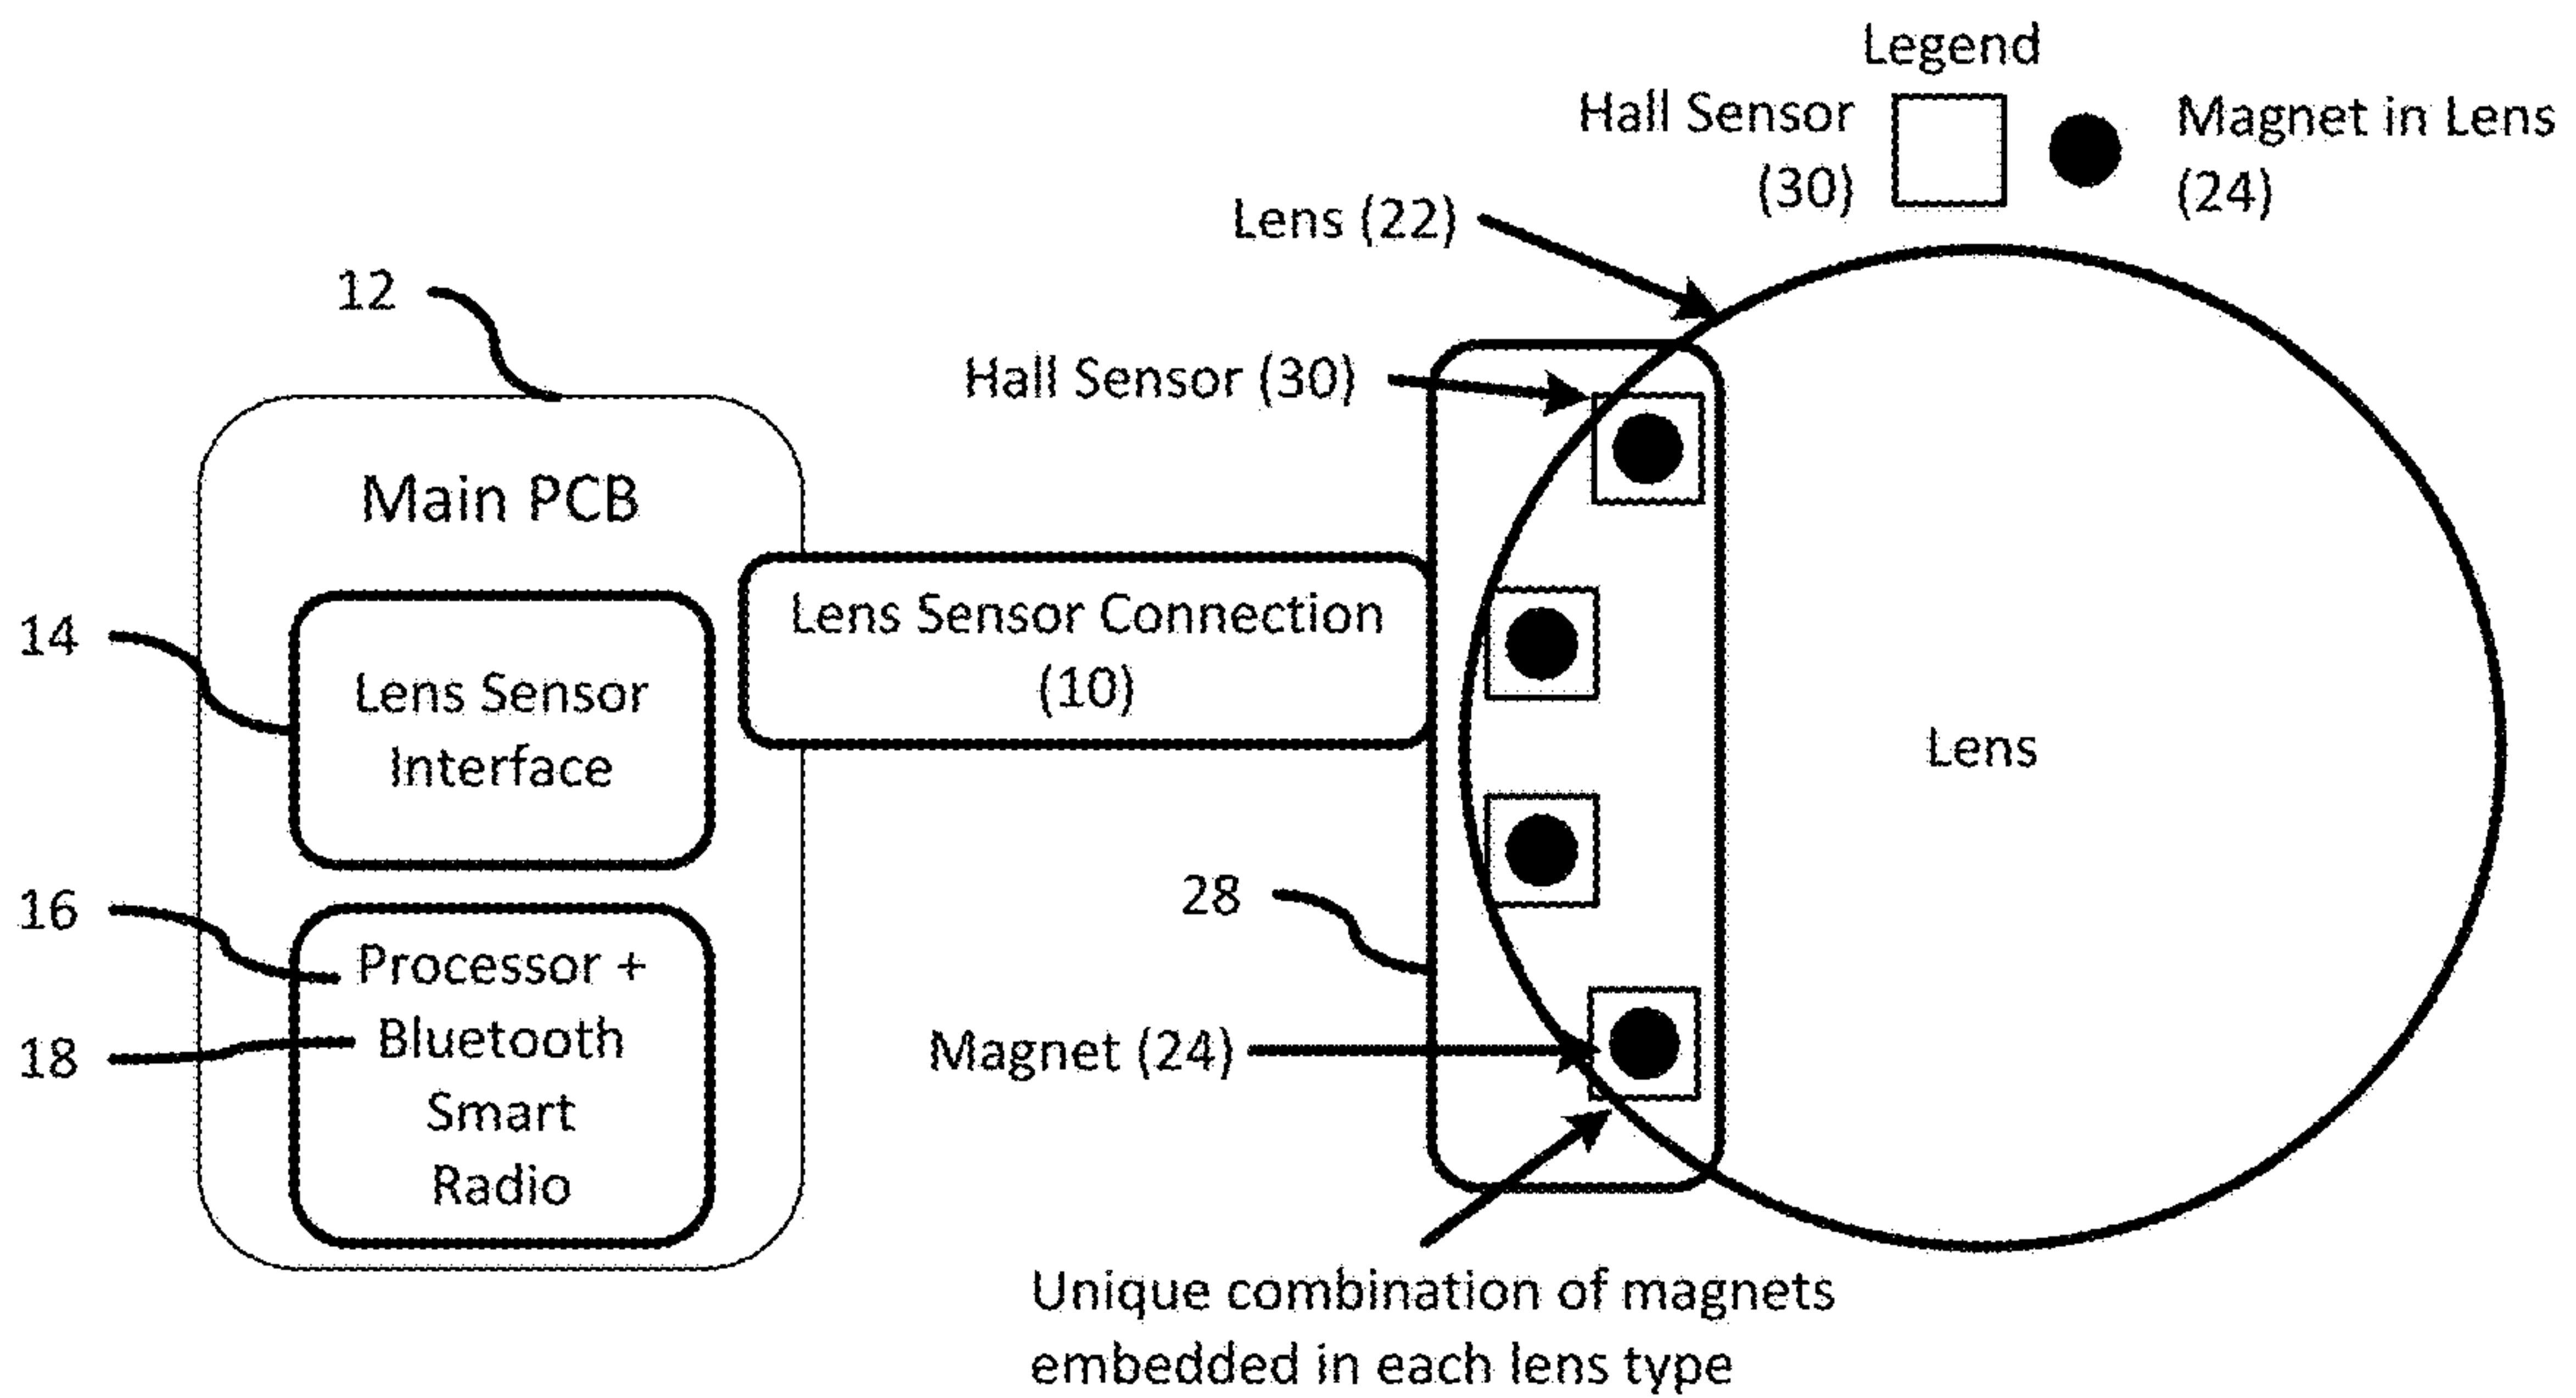 Legend
Hall Sensor
(30)
Magnet in Lens
(24)
Lens (22)
12
Hall Sensor (30)
Main PCB
Lens Sensor Connection
(10)
14
Lens Sensor
Interface
Lens
28
16
Processor +
18
Bluetooth
Smart
Radio
Magnet (24)
Unique combination of magnets
embedded in each lens type